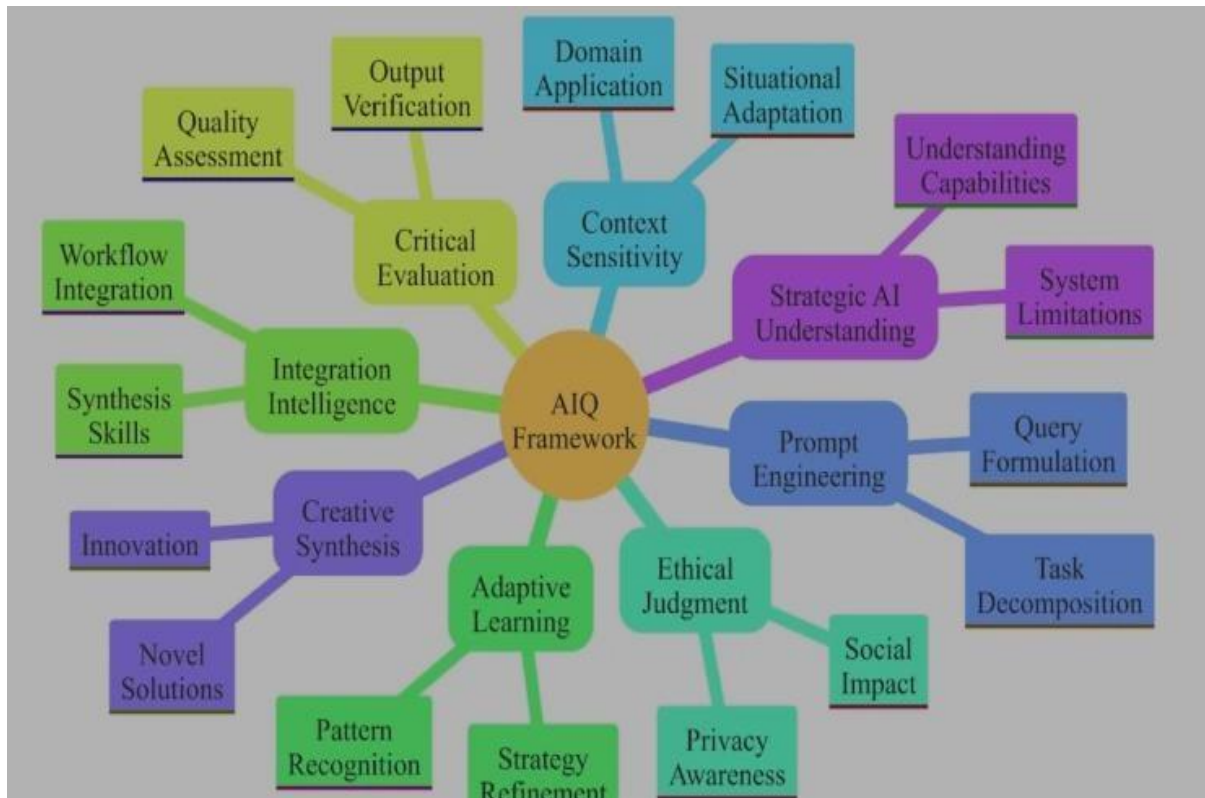 AIQ
Framework
Context
Sensitivity
Domain
Application
Situational
Adaptation
Strategic AI
Understanding
Understanding
Capabilities
System
Limitations
Prompt
Engineering
Query
Formulation
Task
Decomposition
Ethical
Judgment
Social
Impact
Privacy
Awareness
Adaptive
Learning
Strategy
Refinement
Pattern
Recognition
Creative
Synthesis
Novel
Solutions
Innovation
Integration
Intelligence
Synthesis
Skills
Workflow
Integration
Critical
Evaluation
Quality
Assessment
Output
Verification